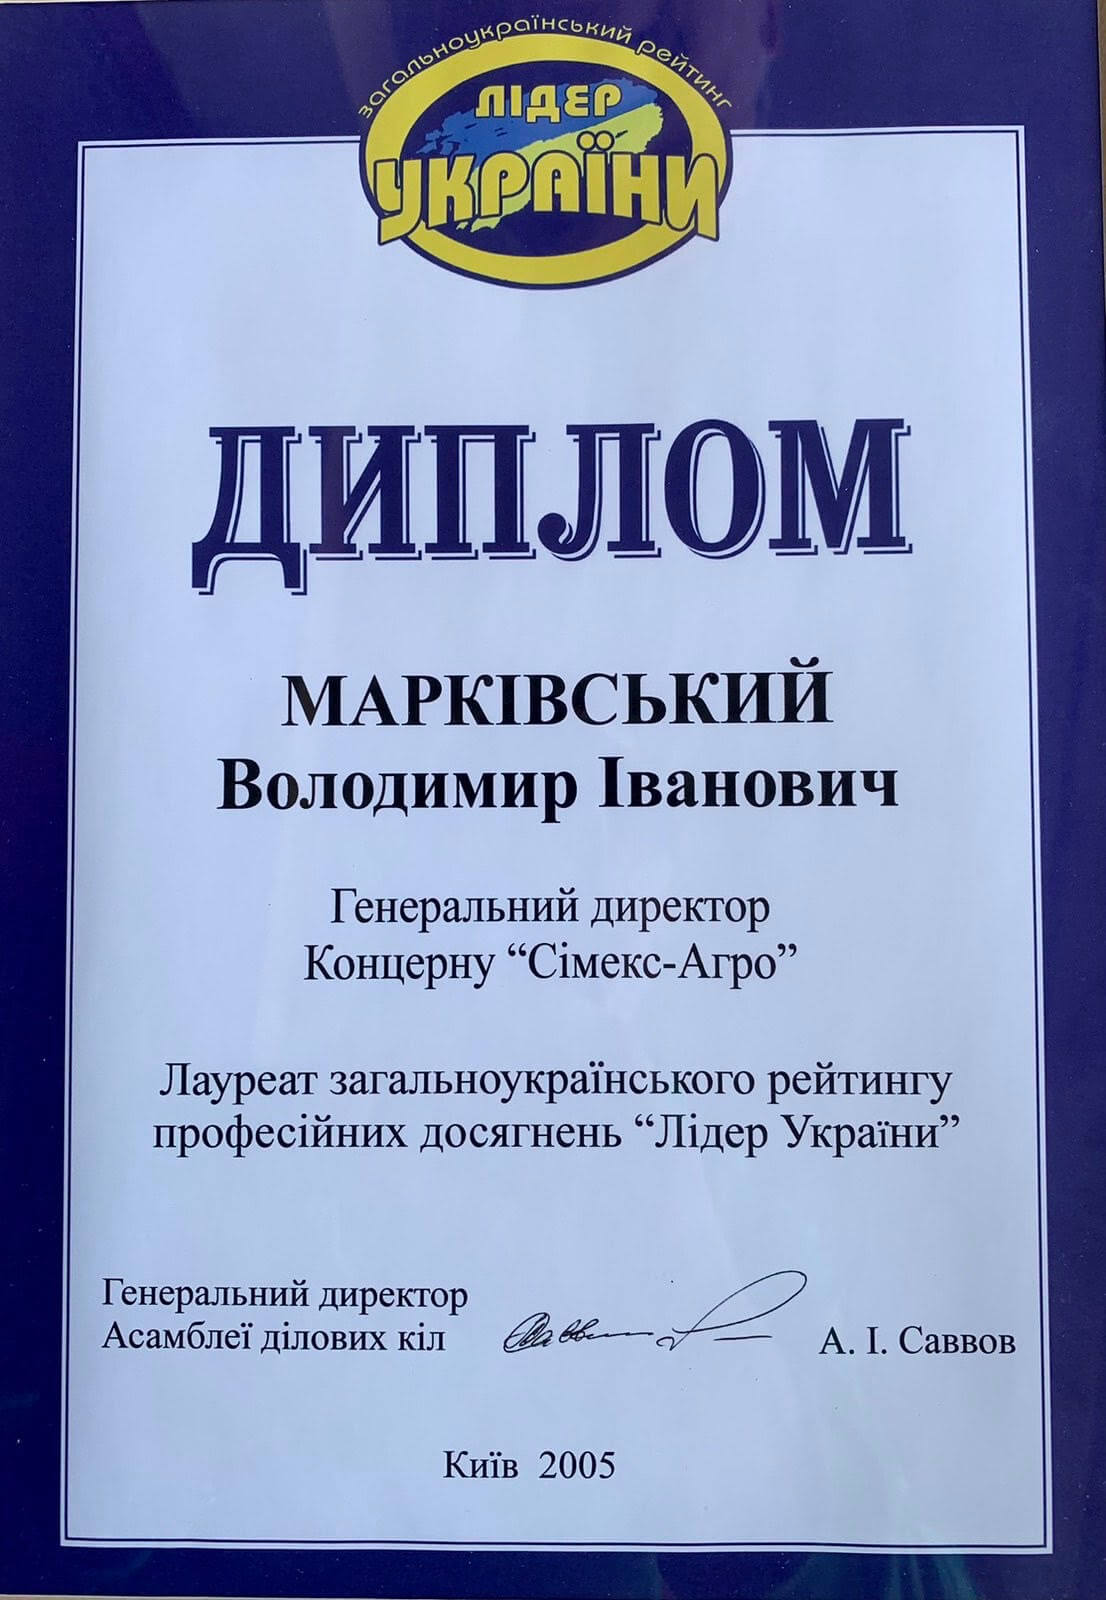 загальноукраїнський рейтинг
ЛІДЕР
УКРАЇНИ
ДИПЛОМ
МАРКІВСЬКИЙ
Володимир Іванович
Генеральний директор
Концерну “Сімекс-Агро”
Лауреат загальноукраїнського рейтингу
професійних досягнень “Лідер України”
Генеральний директор
Асамблеї ділових кіл
А. І. Саввов
Київ 2005